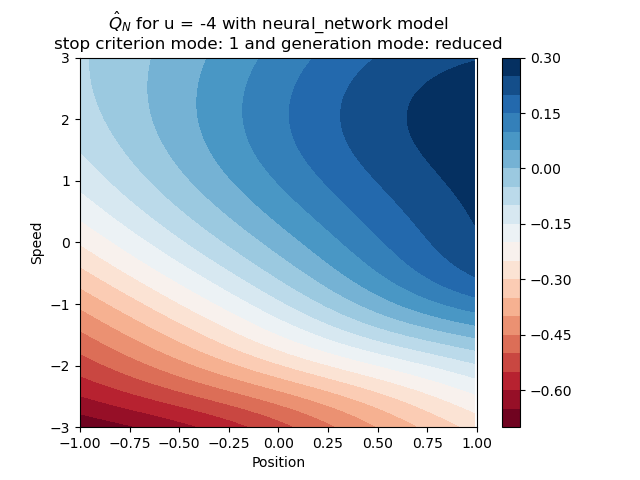 $\hat{Q}_N$ for u = -4 with neural_network model
stop criterion mode: 1 and generation mode: reduced
3
2
1
0
−1
−2
−3
Speed
−1.00 −0.75 −0.50 −0.25 0.00 0.25 0.50 0.75 1.00
Position
0.30
0.15
0.00
−0.15
−0.30
−0.45
−0.60